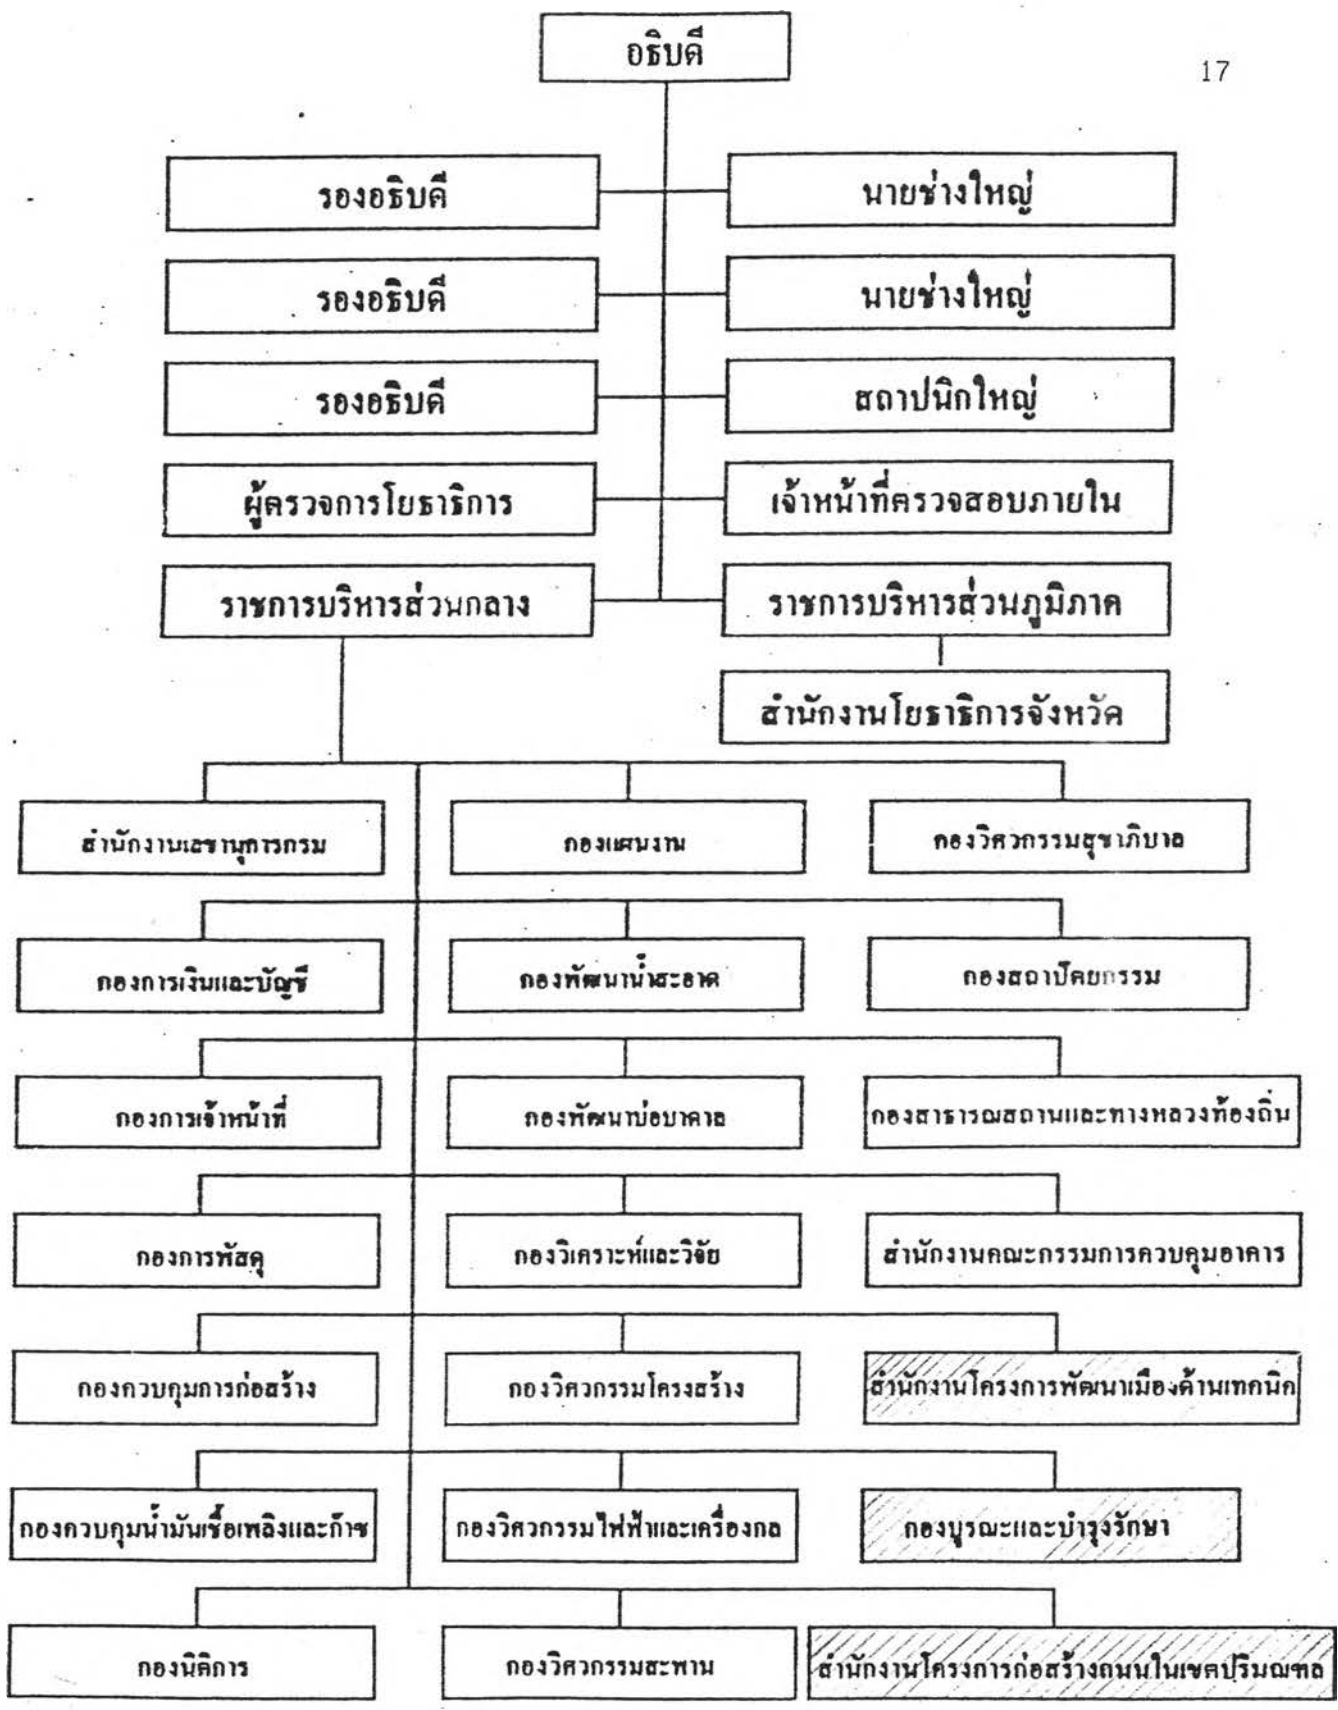 อธิบดี
17
รองอธิบดี
นายช่างใหญ่
รองอธิบดี
นายช่างใหญ่
รองอธิบดี
สถาปนิกใหญ่
ผู้ตรวจการโยธาธิการ
เจ้าหน้าที่ตรวจสอบภายใน
ราชการบริหารส่วนกลาง
ราชการบริหารส่วนภูมิภาค
สำนักงานโยธาธิการจังหวัด
สำนักงานเลขานุการกรม
กองแผนงาน
กองวิศวกรรมสุขาภิบาล
กองการเงินและบัญชี
กองพัฒนาน้ำสะอาด
กองสถาปัตยกรรม
กองการเจ้าหน้าที่
กองพัฒนาบ่อบาดาล
กองสาธารณสถานและทางหลวงท้องถิ่น
กองการพัสดุ
กองวิเคราะห์และวิจัย
สำนักงานคณะกรรมการควบคุมอาคาร
กองควบคุมการก่อสร้าง
กองวิศวกรรมโครงสร้าง
สำนักงานโครงการพัฒนาเมืองด้านเทคนิค
กองควบคุมน้ำมันเชื้อเพลิงและก๊าซ
กองวิศวกรรมไฟฟ้าและเครื่องกล
กองบูรณะและบำรุงรักษา
กองนิติการ
กองวิศวกรรมสะพาน
สำนักงานโครงการก่อสร้างถนนในเขตปริมณฑล